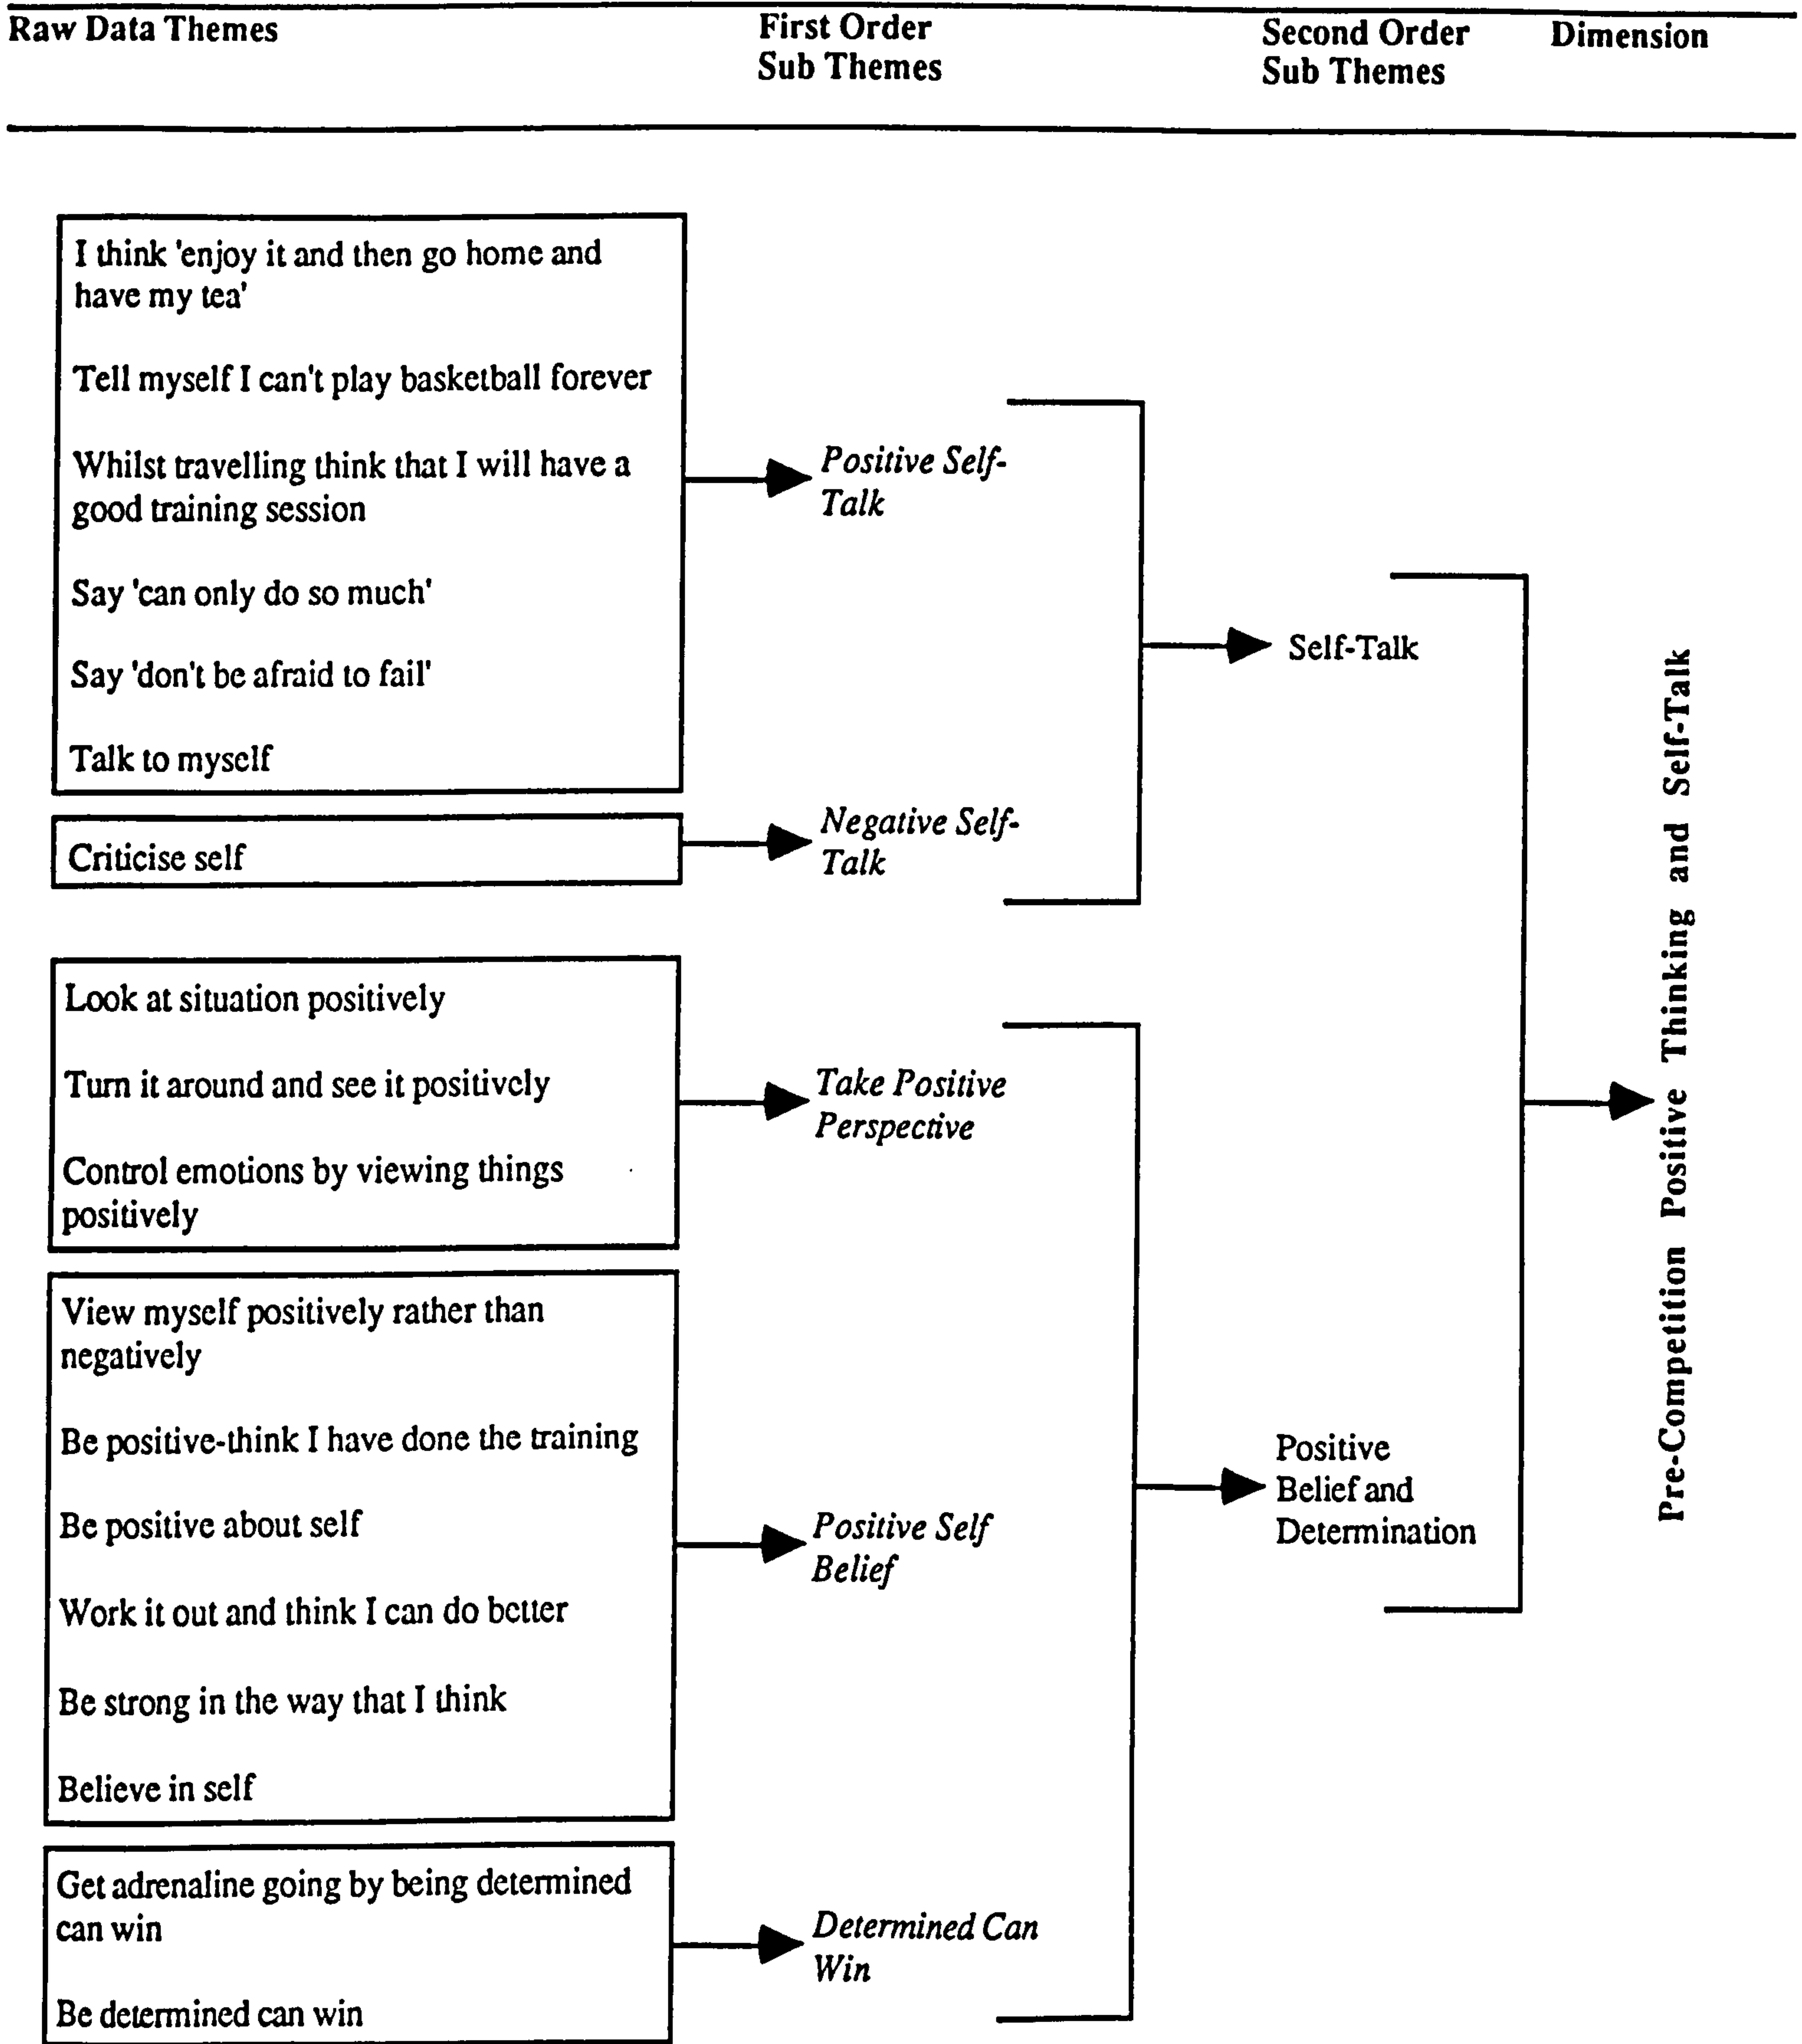 Raw Data Themes
First Order
Sub Themes
Second Order
Sub Themes
Dimension
I think 'enjoy it and then go home and
have my tea'
Tell myself I can't play basketball forever
Whilst travelling think that I will have a
good training session
Say 'can only do so much'
Say 'don't be afraid to fail'
Talk to myself
Positive Self-
Talk
Criticise self
Negative Self-
Talk
Self-Talk
Look at situation positively
Turn it around and see it positively
Control emotions by viewing things
positively
Take Positive
Perspective
View myself positively rather than
negatively
Be positive-think I have done the training
Be positive about self
Work it out and think I can do better
Be strong in the way that I think
Believe in self
Positive Self
Belief
Get adrenaline going by being determined
can win
Be determined can win
Determined Can
Win
Positive
Belief and
Determination
Pre-Competition Positive Thinking and Self-Talk